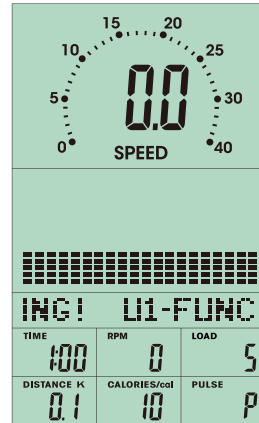 15 20
10 25
5 30
0 40
0.0
SPEED
ING! U1-FUNC
TIME RPM LOAD
1:00 0 5
DISTANCE K CALORIES/cal PULSE
0.1 10 P